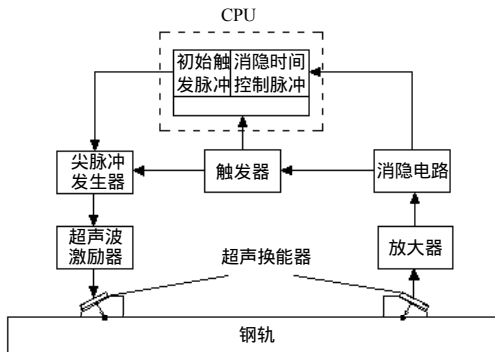 CPU
初始触
发脉冲
消隐时间
控制脉冲
尖脉冲
发生器
触发器
消隐电路
超声波
激励器
超声换能器
放大器
钢轨